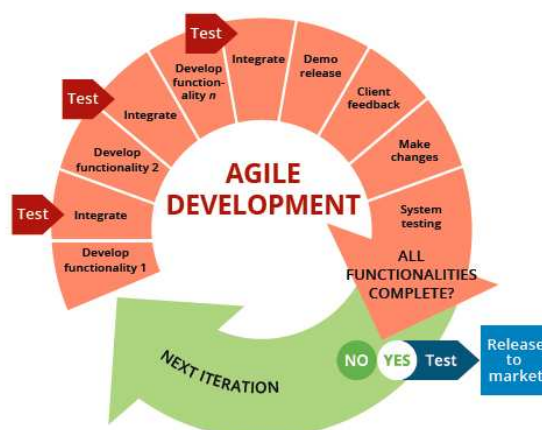 Test
Develop
function-
ality n
Integrate
Demo
release
Client
feedback
Make
changes
System
testing
Test
Integrate
Develop
functionality 2
Test
Integrate
Develop
functionality 1
AGILE
DEVELOPMENT
ALL
FUNCTIONALITIES
COMPLETE?
NO
YES
Test
Release
to
market
NEXT ITERATION